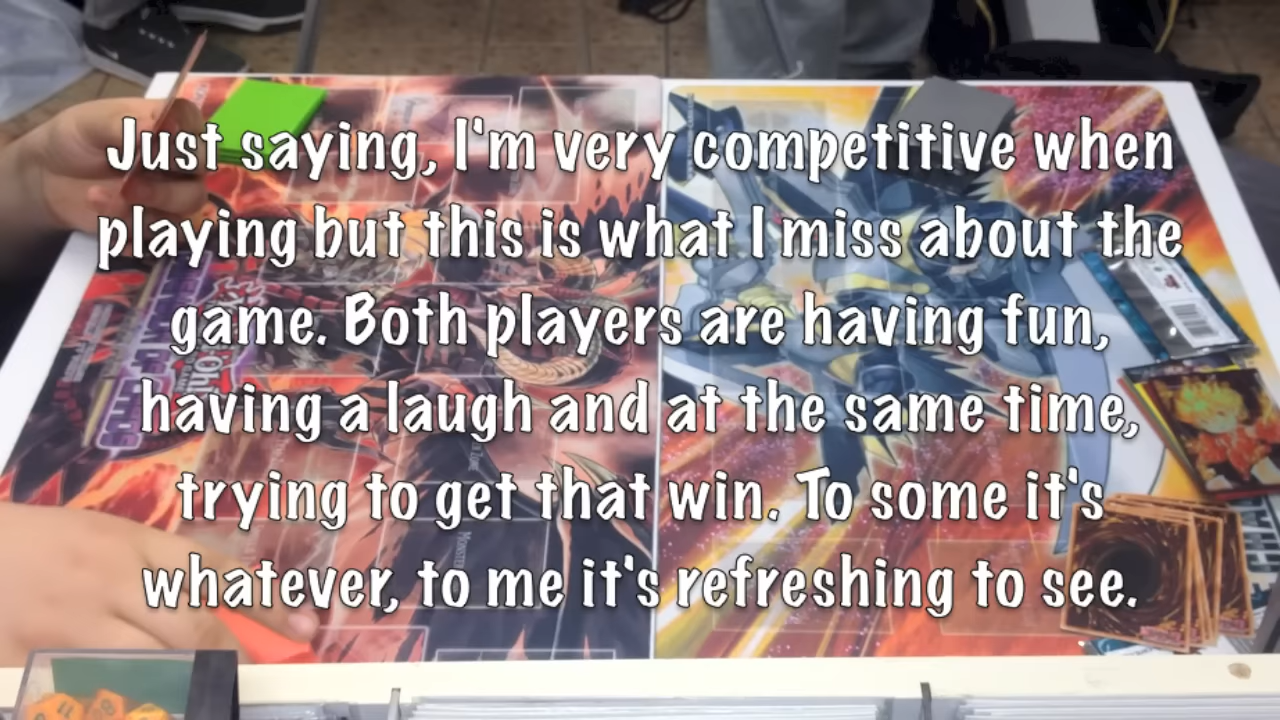 Just saying, I'm very competitive when
playing but this is what I miss about the
game. Both players are having fun,
having a laugh and at the same time,
trying to get that win. To some it's
whatever, to me it's refreshing to see.